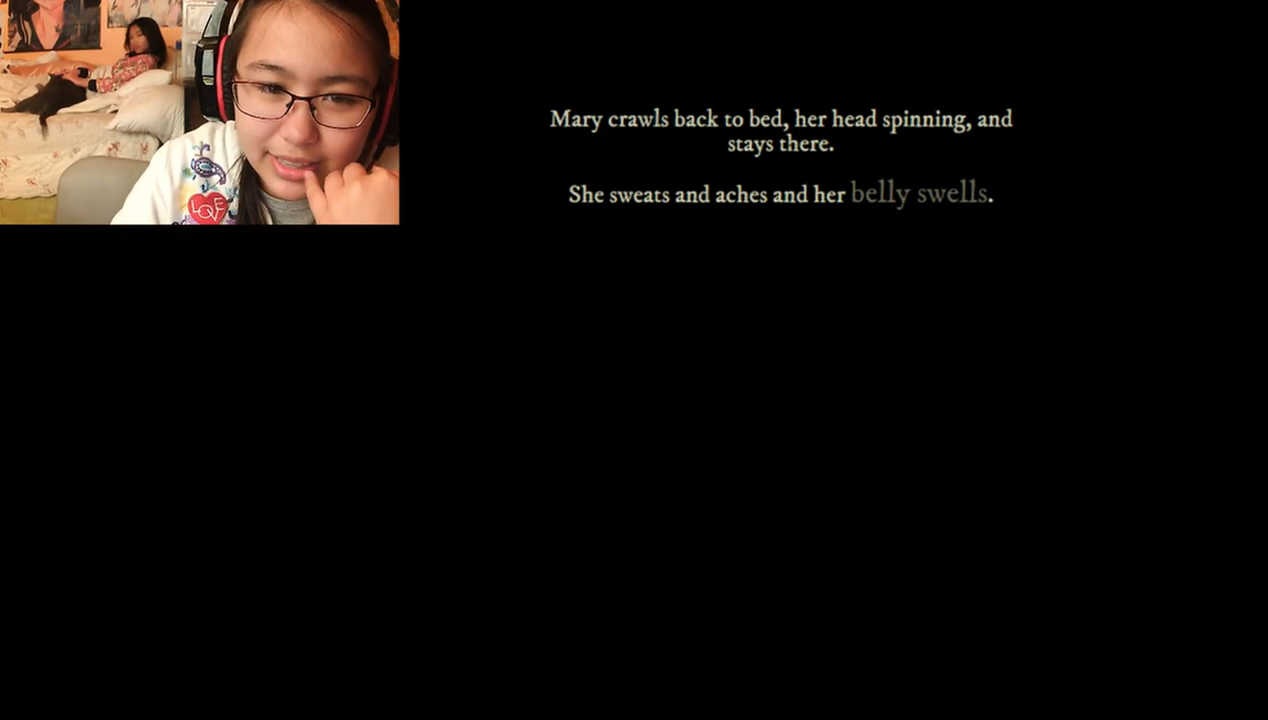 LOVE
Mary crawls back to bed, her head spinning, and
stays there.
She sweats and aches and her belly swells.